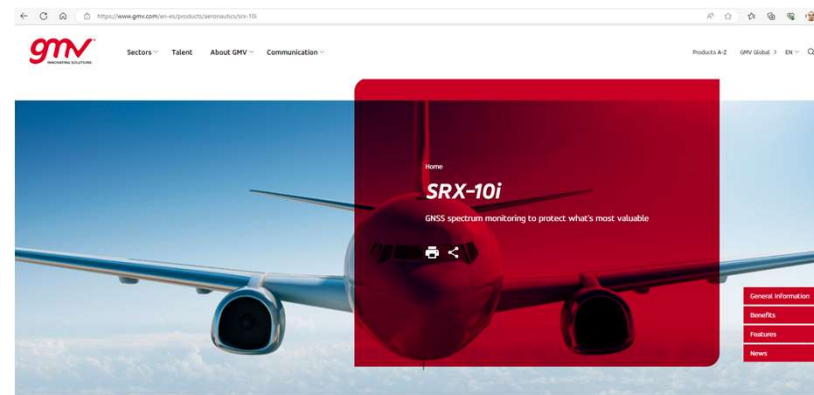 https://www.gmv.com/en-es/products/aeronautics/srx-10i
gmv
INNOVATING SOLUTIONS
Sectors Talent About GMV Communication
Products A-Z GMV Global EN
Home
SRX-10i
GNSS spectrum monitoring to protect what's most valuable
General Information
Benefits
Features
News